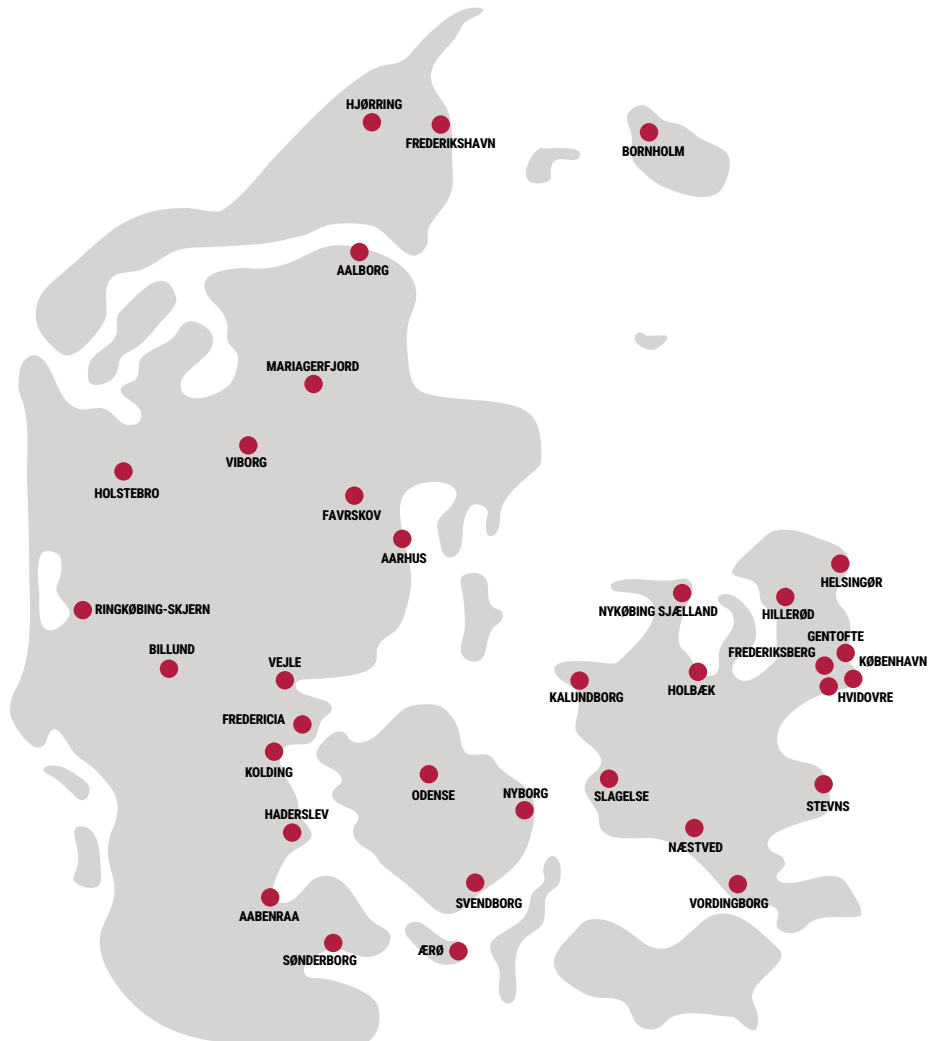 HJØRRING
FREDERIKSHAVN
BORNHOLM
AALBORG
MARIAGERFJORD
VIBORG
HOLSTEBRO
FAVRSKOV
AARHUS
HELSINGØR
RINGKØBING-SKJERN
NYKØBING SJÆLLAND
HILLERØD
GENTOFTE
BILLUND
FREDERIKSBERG
KØBENHAVN
VEJLE
KALUNDBORG
HOLBÆK
HVIDOVRE
FREDERICIA
KOLDING
ODENSE
NYBORG
SLAGELSE
STEVNS
HADERSLEV
NÆSTVED
SVENDBORG
VORDINGBORG
AABENRAA
ÆRØ
SØNDERBORG